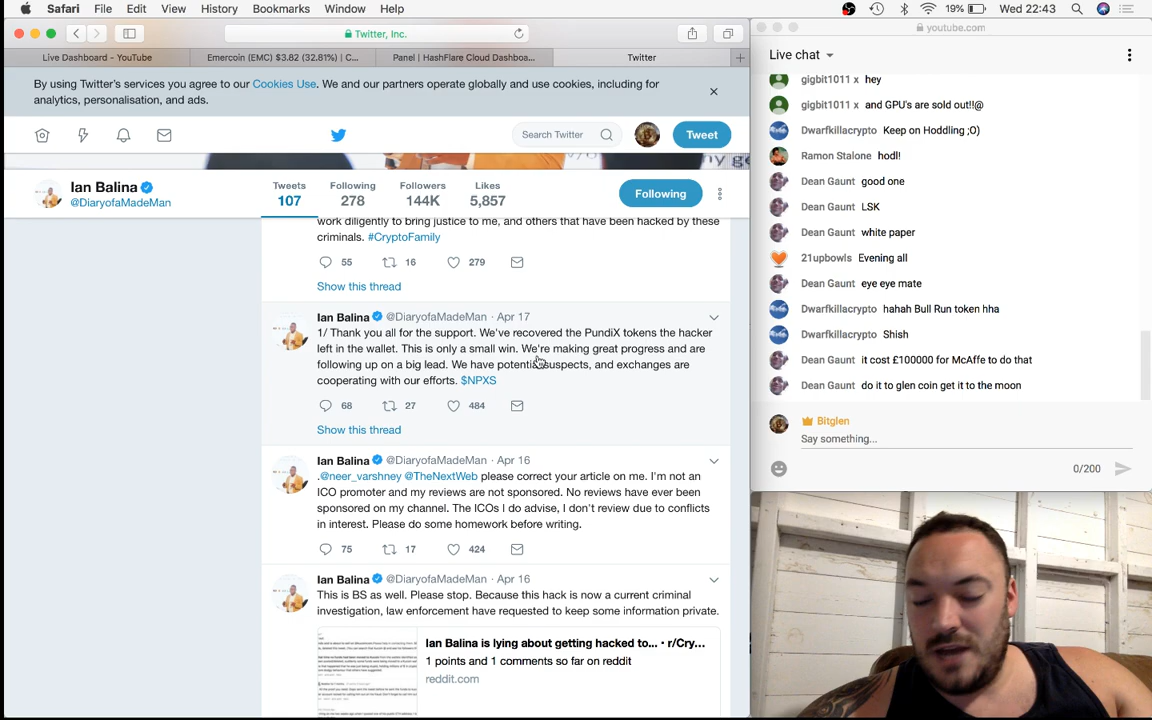 Safari File Edit View History Bookmarks Window Help
19% Wed 22:43
Twitter, Inc.
Live Dashboard - YouTube
Emercoin (EMC) $3.82 (32.81%) | C...
Panel | HashFlare Cloud Dashboa...
Twitter
By using Twitter's services you agree to our Cookies Use. We and our partners operate globally and use cookies, including for
analytics, personalisation, and ads.
Search Twitter
Tweet
Ian Balina
@DiaryofaMadeMan
Tweets
107
Following
278
Followers
144K
Likes
5,857
Following
work diligently to bring justice to me, and others that have been hacked by these
criminals. #CryptoFamily
55 16 279
Show this thread
Ian Balina @DiaryofaMadeMan · Apr 17
1/ Thank you all for the support. We've recovered the PundiX tokens the hacker
left in the wallet. This is only a small win. We're making great progress and are
following up on a big lead. We have potential suspects, and exchanges are
cooperating with our efforts. $NPXS
68 27 484
Show this thread
Ian Balina @DiaryofaMadeMan · Apr 16
.@neer_varshney @TheNextWeb please correct your article on me. I'm not an
ICO promoter and my reviews are not sponsored. No reviews have ever been
sponsored on my channel. The ICOs I do advise, I don't review due to conflicts
in interest. Please do some homework before writing.
75 17 424
Ian Balina @DiaryofaMadeMan · Apr 16
This is BS as well. Please stop. Because this hack is now a current criminal
investigation, law enforcement have requested to keep some information private.
Ian Balina is lying about getting hacked to... • r/Cry...
1 points and 1 comments so far on reddit
reddit.com
youtube.com
Live chat
gigbit1011 x hey
gigbit1011 x and GPU's are sold out!!@
Dwarfkillacrypto Keep on Hoddling ;O)
Ramon Stalone hodl!
Dean Gaunt good one
Dean Gaunt LSK
Dean Gaunt white paper
21upbowls Evening all
Dean Gaunt eye eye mate
Dwarfkillacrypto hahah Bull Run token hha
Dwarfkillacrypto Shish
Dean Gaunt it cost £100000 for McAffe to do that
Dean Gaunt do it to glen coin get it to the moon
Bitglen
Say something...
0/200